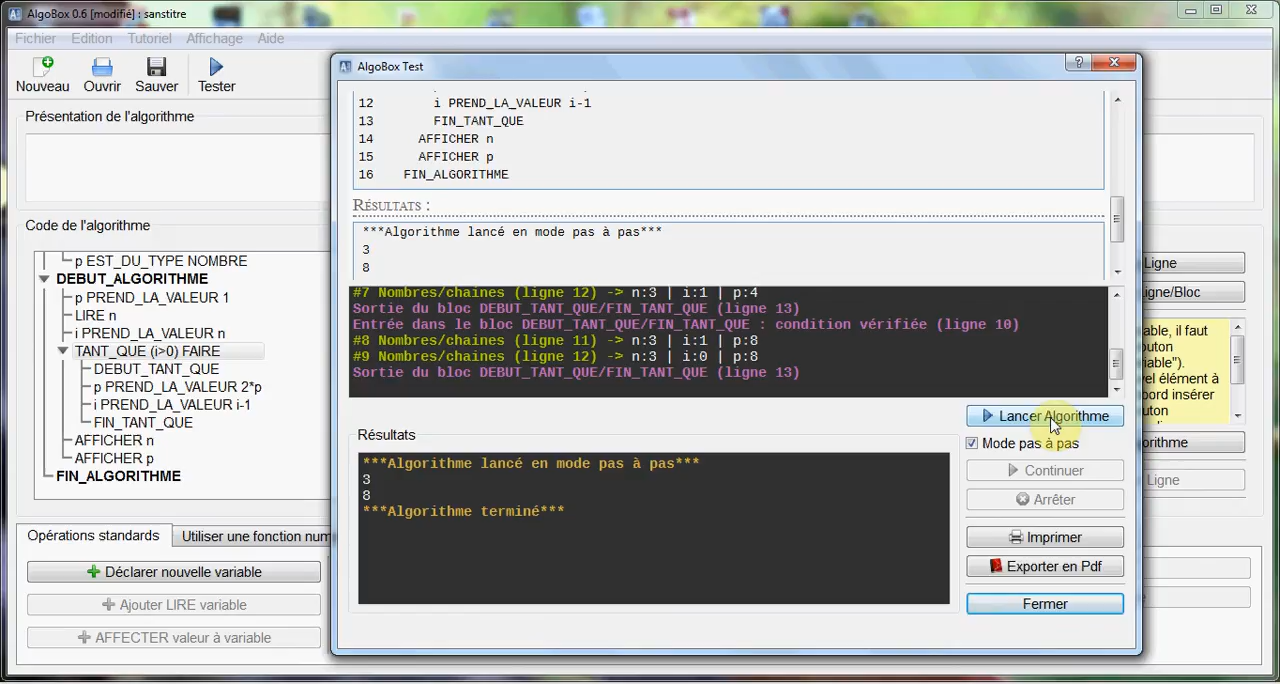 AlgoBox 0.6 [modifié] : sanstitre
Fichier Edition Tutoriel Affichage Aide
Nouveau Ouvrir Sauver Tester
Présentation de l'algorithme
Code de l'algorithme
p EST_DU_TYPE NOMBRE
DEBUT_ALGORITHME
p PREND_LA_VALEUR 1
LIRE n
i PREND_LA_VALEUR n
TANT_QUE (i>0) FAIRE
DEBUT_TANT_QUE
p PREND_LA_VALEUR 2*p
i PREND_LA_VALEUR i-1
FIN_TANT_QUE
AFFICHER n
AFFICHER p
FIN_ALGORITHME
Opérations standards
Utiliser une fonction num
Déclarer nouvelle variable
Ajouter LIRE variable
AFFECTER valeur à variable
AlgoBox Test
12 i PREND_LA_VALEUR i-1
13 FIN_TANT_QUE
14 AFFICHER n
15 AFFICHER p
16 FIN_ALGORITHME
RÉSULTATS :
***Algorithme lancé en mode pas à pas***
3
8
#7 Nombres/chaines (ligne 12) -> n:3 | i:1 | p:4
Sortie du bloc DEBUT_TANT_QUE/FIN_TANT_QUE (ligne 13)
Entrée dans le bloc DEBUT_TANT_QUE/FIN_TANT_QUE : condition vérifiée (ligne 10)
#8 Nombres/chaines (ligne 11) -> n:3 | i:1 | p:8
#9 Nombres/chaines (ligne 12) -> n:3 | i:0 | p:8
Sortie du bloc DEBUT_TANT_QUE/FIN_TANT_QUE (ligne 13)
Résultats
***Algorithme lancé en mode pas à pas***
3
8
***Algorithme terminé***
Lancer Algorithme
Mode pas à pas
Continuer
Arrêter
Imprimer
Exporter en Pdf
Fermer
Ligne
igne/Bloc
able, il faut
outon
iable").
el élément à
bord insérer
outon
orithme
Ligne